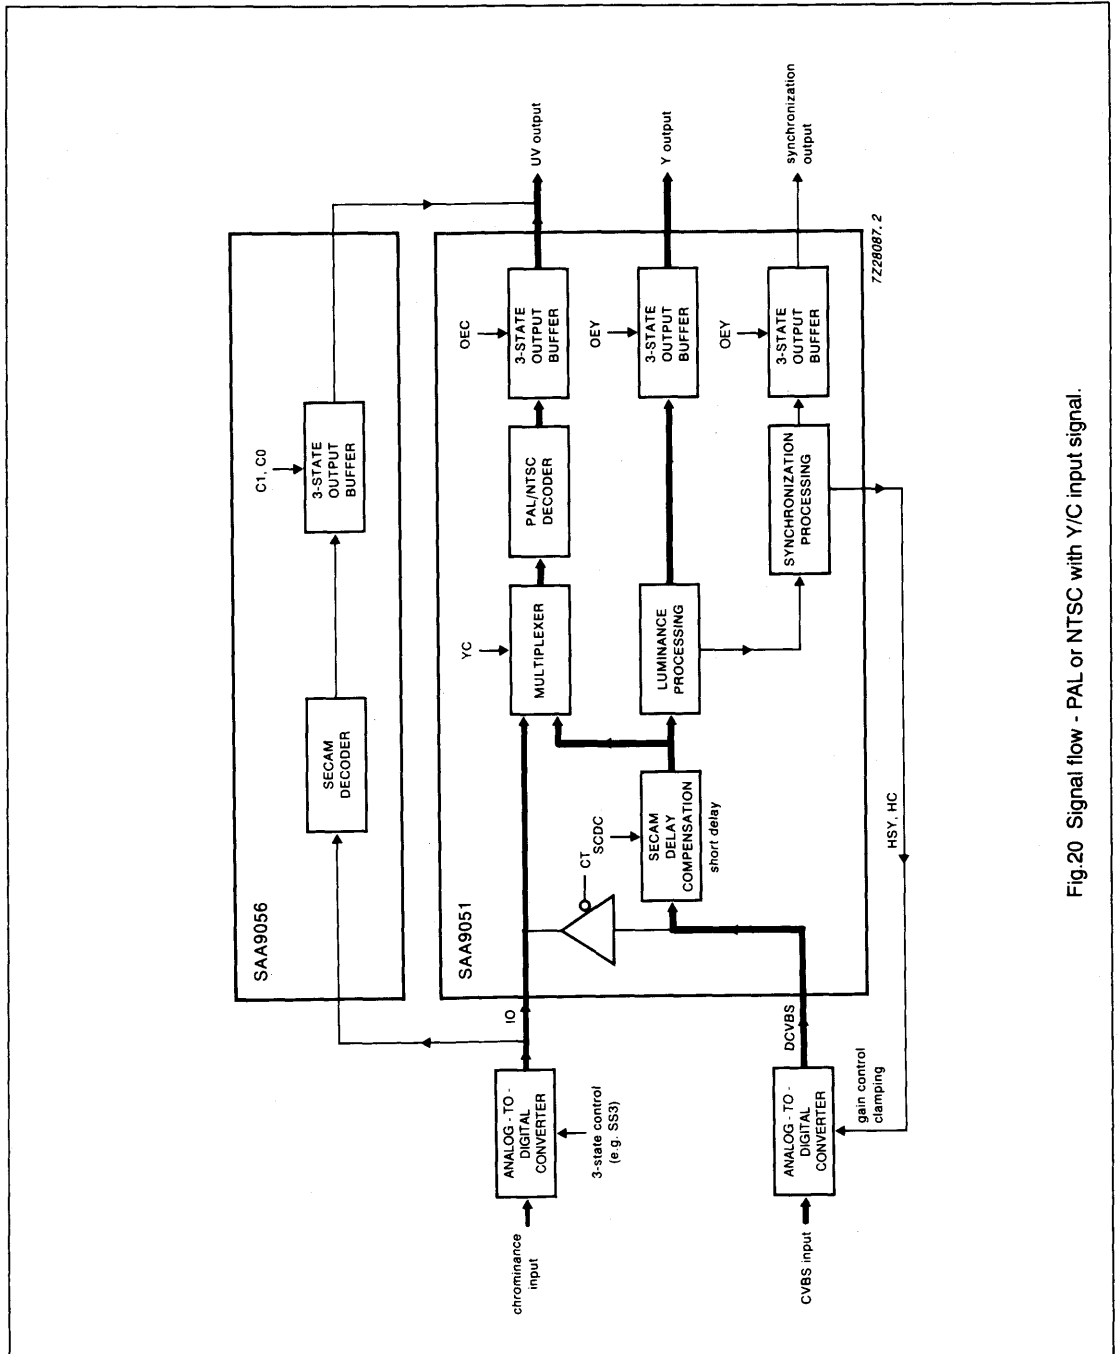 SAA9056
SECAM
DECODER
C1, C0
3-STATE
OUTPUT
BUFFER
SAA9051
chrominance
input
ANALOG - TO -
DIGITAL
CONVERTER
3-state control
(e.g. SS3)
IO
CT
YC
MULTIPLEXER
PAL/NTSC
DECODER
OEC
3-STATE
OUTPUT
BUFFER
UV output
CVBS input
ANALOG - TO -
DIGITAL
CONVERTER
gain control
clamping
DCVBS
SCDC
SECAM
DELAY
COMPENSATION
short delay
LUMINANCE
PROCESSING
OEY
3-STATE
OUTPUT
BUFFER
Y output
SYNCHRONIZATION
PROCESSING
OEY
3-STATE
OUTPUT
BUFFER
synchronization
output
HSY, HC
7Z28087.2
Fig.20 Signal flow - PAL or NTSC with Y/C input signal.